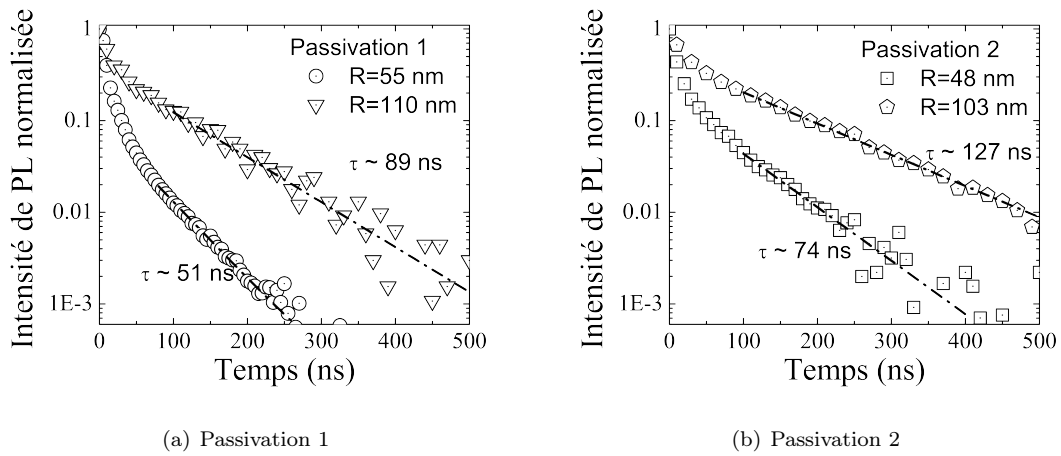 Intensité de PL normalisée
1
0.1
0.01
1E-3
Passivation 1
R=55 nm
R=110 nm
τ ~ 89 ns
τ ~ 51 ns
0 100 200 300 400 500
Temps (ns)
(a) Passivation 1
Intensité de PL normalisée
1
0.1
0.01
1E-3
Passivation 2
R=48 nm
R=103 nm
τ ~ 127 ns
τ ~ 74 ns
0 100 200 300 400 500
Temps (ns)
(b) Passivation 2